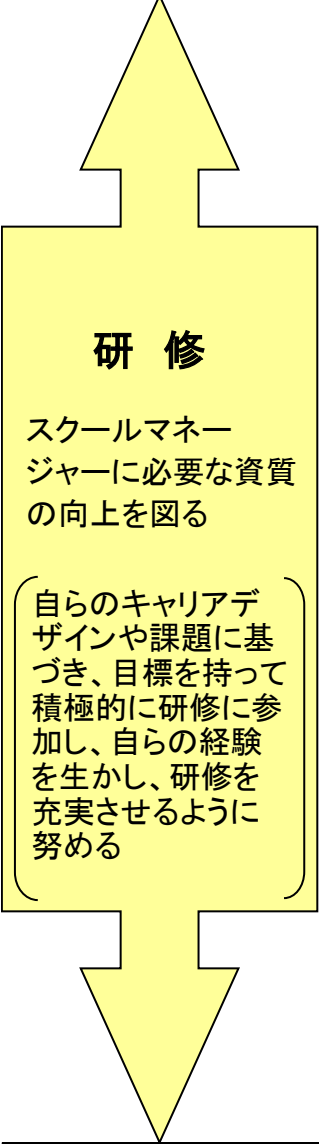 研　修
スクールマネー
ジャーに必要な資質
の向上を図る
自らのキャリアデ
ザインや課題に基
づき、目標を持って
積極的に研修に参
加し、自らの経験
を生かし、研修を
充実させるように
努める